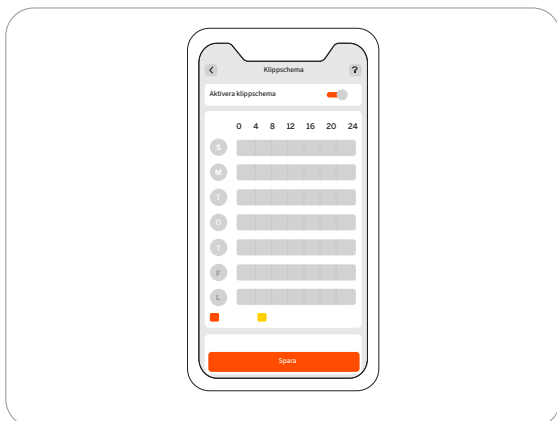 Klippschema ?
Aktivera klippschema
0 4 8 12 16 20 24
S
M
T
O
T
F
L
Spara